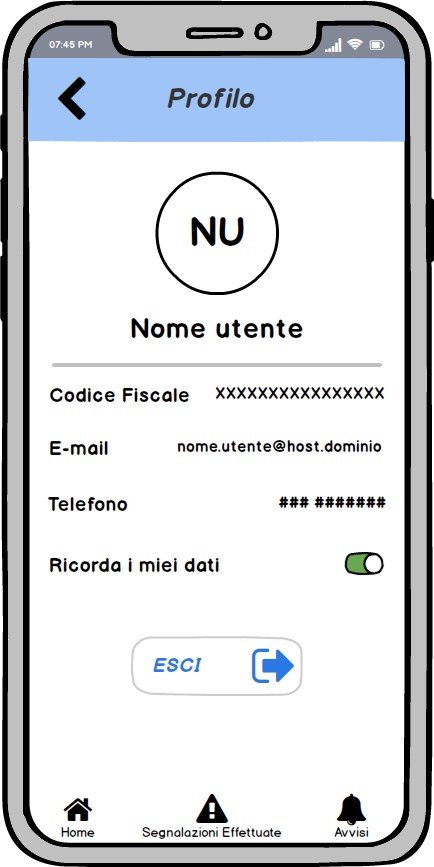 07:45 PM
Profilo
NU
Nome utente
Codice Fiscale XXXXXXXXXXXXXXXX
E-mail nome.utente@host.dominio
Telefono ### #######
Ricorda i miei dati
ESCI
Home Segnalazioni Effettuate Avvisi